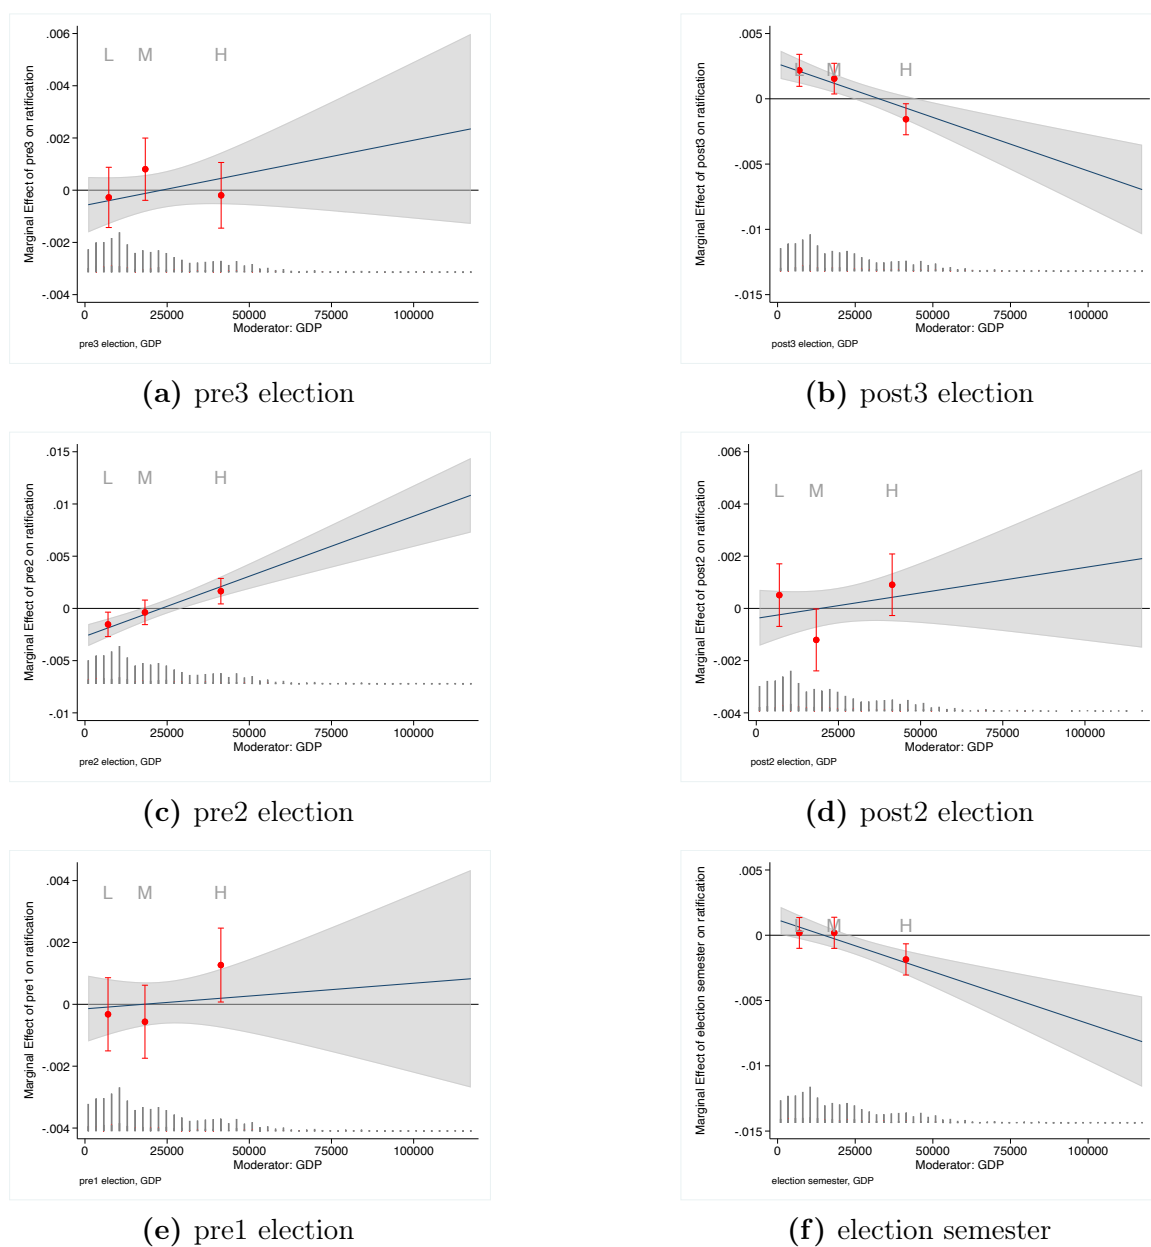 Marginal Effect of pre3 on ratification
.006
.004
.002
0
-.002
-.004
L M H
0 25000 50000 75000 100000
Moderator: GDP
pre3 election, GDP
(a) pre3 election
Marginal Effect of post3 on ratification
.005
0
-.005
-.01
-.015
L M H
0 25000 50000 75000 100000
Moderator: GDP
post3 election, GDP
(b) post3 election
Marginal Effect of pre2 on ratification
.015
.01
.005
0
-.005
-.01
L M H
0 25000 50000 75000 100000
Moderator: GDP
pre2 election, GDP
(c) pre2 election
Marginal Effect of post2 on ratification
.006
.004
.002
0
-.002
-.004
L M H
0 25000 50000 75000 100000
Moderator: GDP
post2 election, GDP
(d) post2 election
Marginal Effect of pre1 on ratification
.004
.002
0
-.002
-.004
L M H
0 25000 50000 75000 100000
Moderator: GDP
pre1 election, GDP
(e) pre1 election
Marginal Effect of election semester on ratification
.005
0
-.005
-.01
-.015
L M H
0 25000 50000 75000 100000
Moderator: GDP
election semester, GDP
(f) election semester